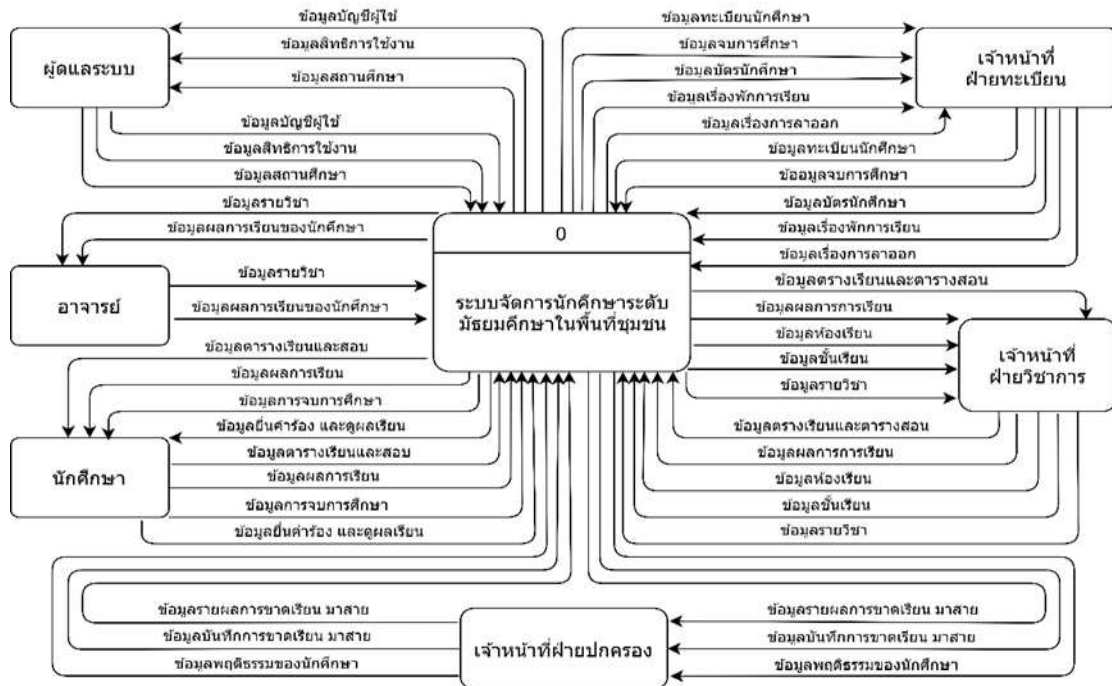 ข้อมูลบัญชีผู้ใช้
ข้อมูลสิทธิการใช้งาน
ข้อมูลสถานศึกษา
ผู้ดูแลระบบ
ข้อมูลบัญชีผู้ใช้
ข้อมูลสิทธิการใช้งาน
ข้อมูลสถานศึกษา
ข้อมูลทะเบียนนักศึกษา
ข้อมูลจบการศึกษา
ข้อมูลบัตรนักศึกษา
ข้อมูลเรื่องพักการเรียน
ข้อมูลเรื่องการลาออก
เจ้าหน้าที่
ฝ่ายทะเบียน
ข้อมูลทะเบียนนักศึกษา
ข้ออมูลจบการศึกษา
ข้อมูลบัตรนักศึกษา
ข้อมูลเรื่องพักการเรียน
ข้อมูลเรื่องการลาออก
ข้อมูลรายวิชา
ข้อมูลผลการเรียนของนักศึกษา
อาจารย์
ข้อมูลรายวิชา
ข้อมูลผลการเรียนของนักศึกษา
0
ระบบจัดการนักศึกษาระดับ
มัธยมศึกษาในพื้นที่ชุมชน
ข้อมูลตรางเรียนและตารางสอน
ข้อมูลผลการการเรียน
ข้อมูลห้องเรียน
ข้อมูลชั้นเรียน
ข้อมูลรายวิชา
เจ้าหน้าที่
ฝ่ายวิชาการ
ข้อมูลตรางเรียนและตารางสอน
ข้อมูลผลการการเรียน
ข้อมูลห้องเรียน
ข้อมูลชั้นเรียน
ข้อมูลรายวิชา
ข้อมูลตารางเรียนและสอบ
ข้อมูลผลการเรียน
ข้อมูลการจบการศึกษา
ข้อมูลยื่นคำร้อง และดูผลเรียน
นักศึกษา
ข้อมูลตารางเรียนและสอบ
ข้อมูลผลการเรียน
ข้อมูลการจบการศึกษา
ข้อมูลยื่นคำร้อง และดูผลเรียน
ข้อมูลรายผลการขาดเรียน มาสาย
ข้อมูลบันทึกการขาดเรียน มาสาย
ข้อมูลพฤติธรรมของนักศึกษา
เจ้าหน้าที่ฝ่ายปกครอง
ข้อมูลรายผลการขาดเรียน มาสาย
ข้อมูลบันทึกการขาดเรียน มาสาย
ข้อมูลพฤติธรรมของนักศึกษา